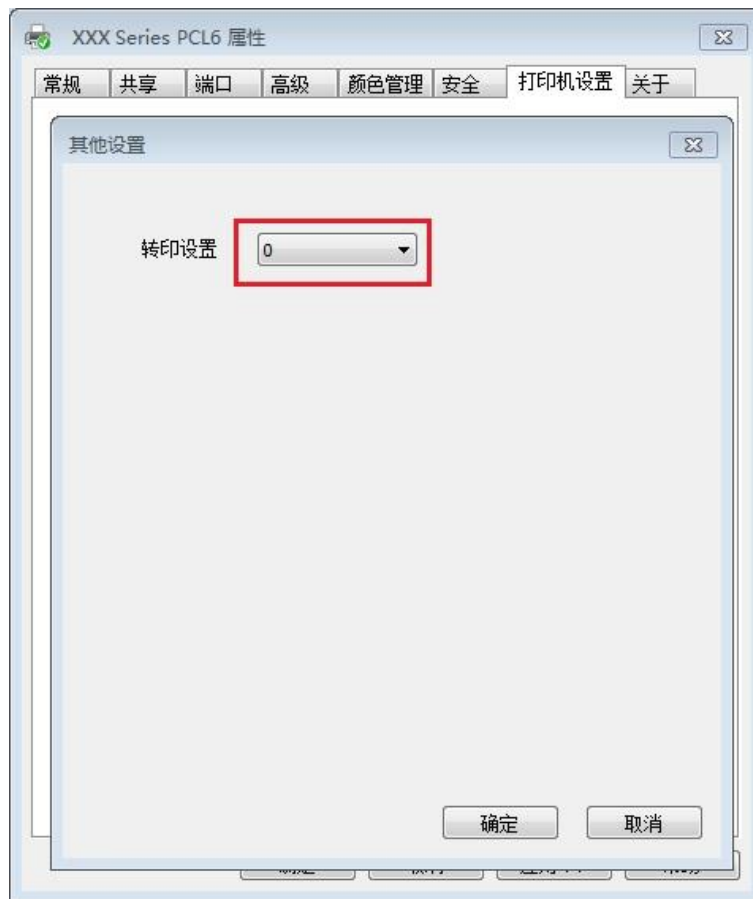 XXX Series PCL6 属性
常规 共享 端口 高级 颜色管理 安全 打印机设置 关于
其他设置
转印设置 0
确定 取消